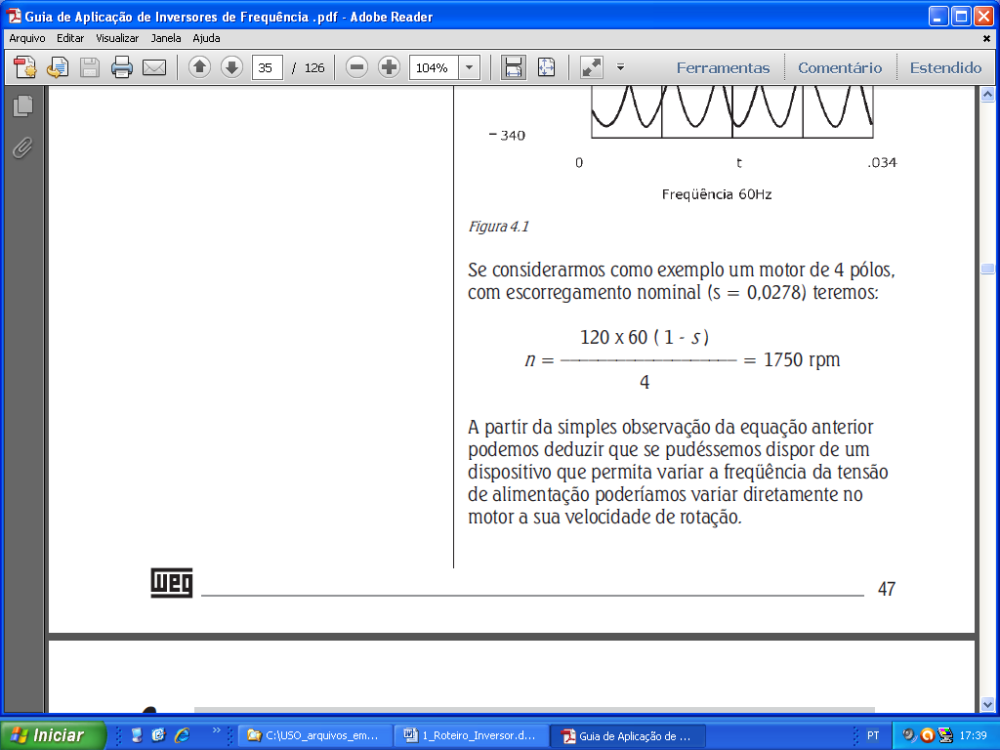 Guia de Aplicação de Inversores de Frequência .pdf - Adobe Reader
Arquivo Editar Visualizar Janela Ajuda
35 / 126 104% Ferramentas Comentário Estendido
- 340
0 t .034
Freqüência 60Hz
Figura 4.1
Se considerarmos como exemplo um motor de 4 pólos,
com escorregamento nominal (s = 0,0278) teremos:
120 x 60 ( 1 - s )
n = ―――――――――― = 1750 rpm
4
A partir da simples observação da equação anterior
podemos deduzir que se pudéssemos dispor de um
dispositivo que permita variar a freqüência da tensão
de alimentação poderíamos variar diretamente no
motor a sua velocidade de rotação.
weg 47
Iniciar » C:\USO_arquivos_em... 1_Roteiro_Inversor.d... Guia de Aplicação de ... PT 17:39